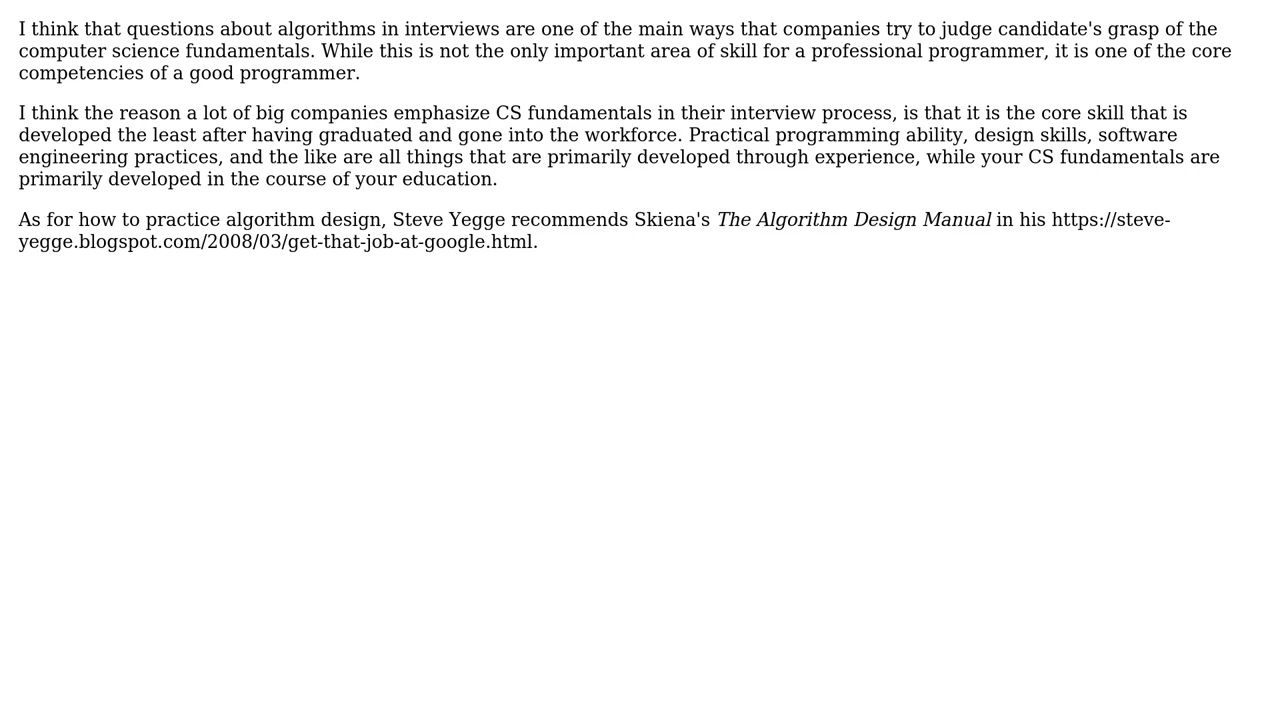 I think that questions about algorithms in interviews are one of the main ways that companies try to judge candidate's grasp of the
computer science fundamentals. While this is not the only important area of skill for a professional programmer, it is one of the core
competencies of a good programmer.
I think the reason a lot of big companies emphasize CS fundamentals in their interview process, is that it is the core skill that is
developed the least after having graduated and gone into the workforce. Practical programming ability, design skills, software
engineering practices, and the like are all things that are primarily developed through experience, while your CS fundamentals are
primarily developed in the course of your education.
As for how to practice algorithm design, Steve Yegge recommends Skiena's The Algorithm Design Manual in his https://steve-
yegge.blogspot.com/2008/03/get-that-job-at-google.html.